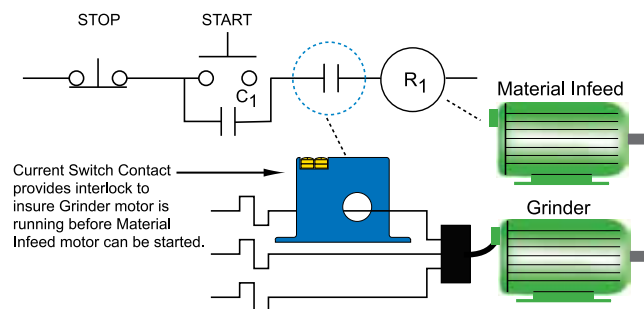 STOP
START
C1
R1
Material Infeed
Current Switch Contact
provides interlock to
insure Grinder motor is
running before Material
Infeed motor can be started.
Grinder